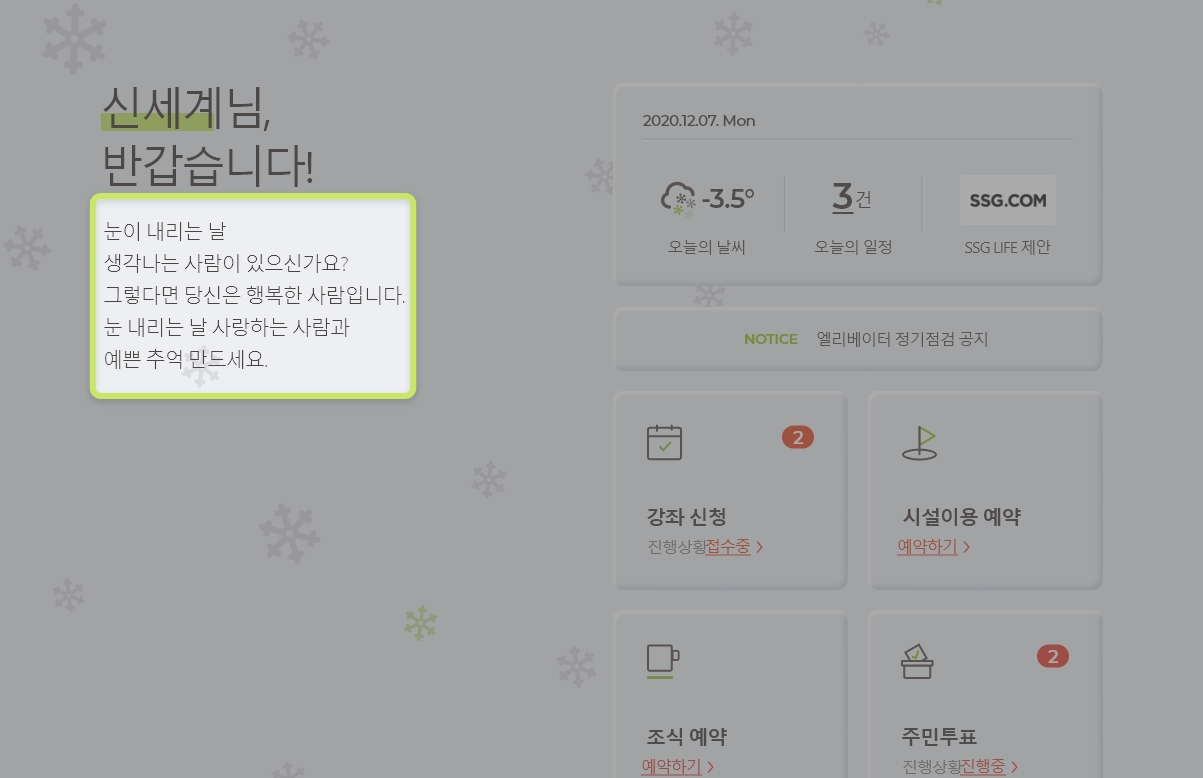 신세계님,
반갑습니다!
눈이 내리는 날
생각나는 사람이 있으신가요?
그렇다면 당신은 행복한 사람입니다.
눈 내리는 날 사랑하는 사람과
예쁜 추억 만드세요.
2020.12.07. Mon
-3.5°
오늘의 날씨
3건
오늘의 일정
SSG.COM
SSG LIFE 제안
NOTICE 엘리베이터 정기점검 공지
2
강좌 신청
진행상황접수중 >
시설이용 예약
예약하기 >
조식 예약
예약하기 >
2
주민투표
진행상황진행중 >